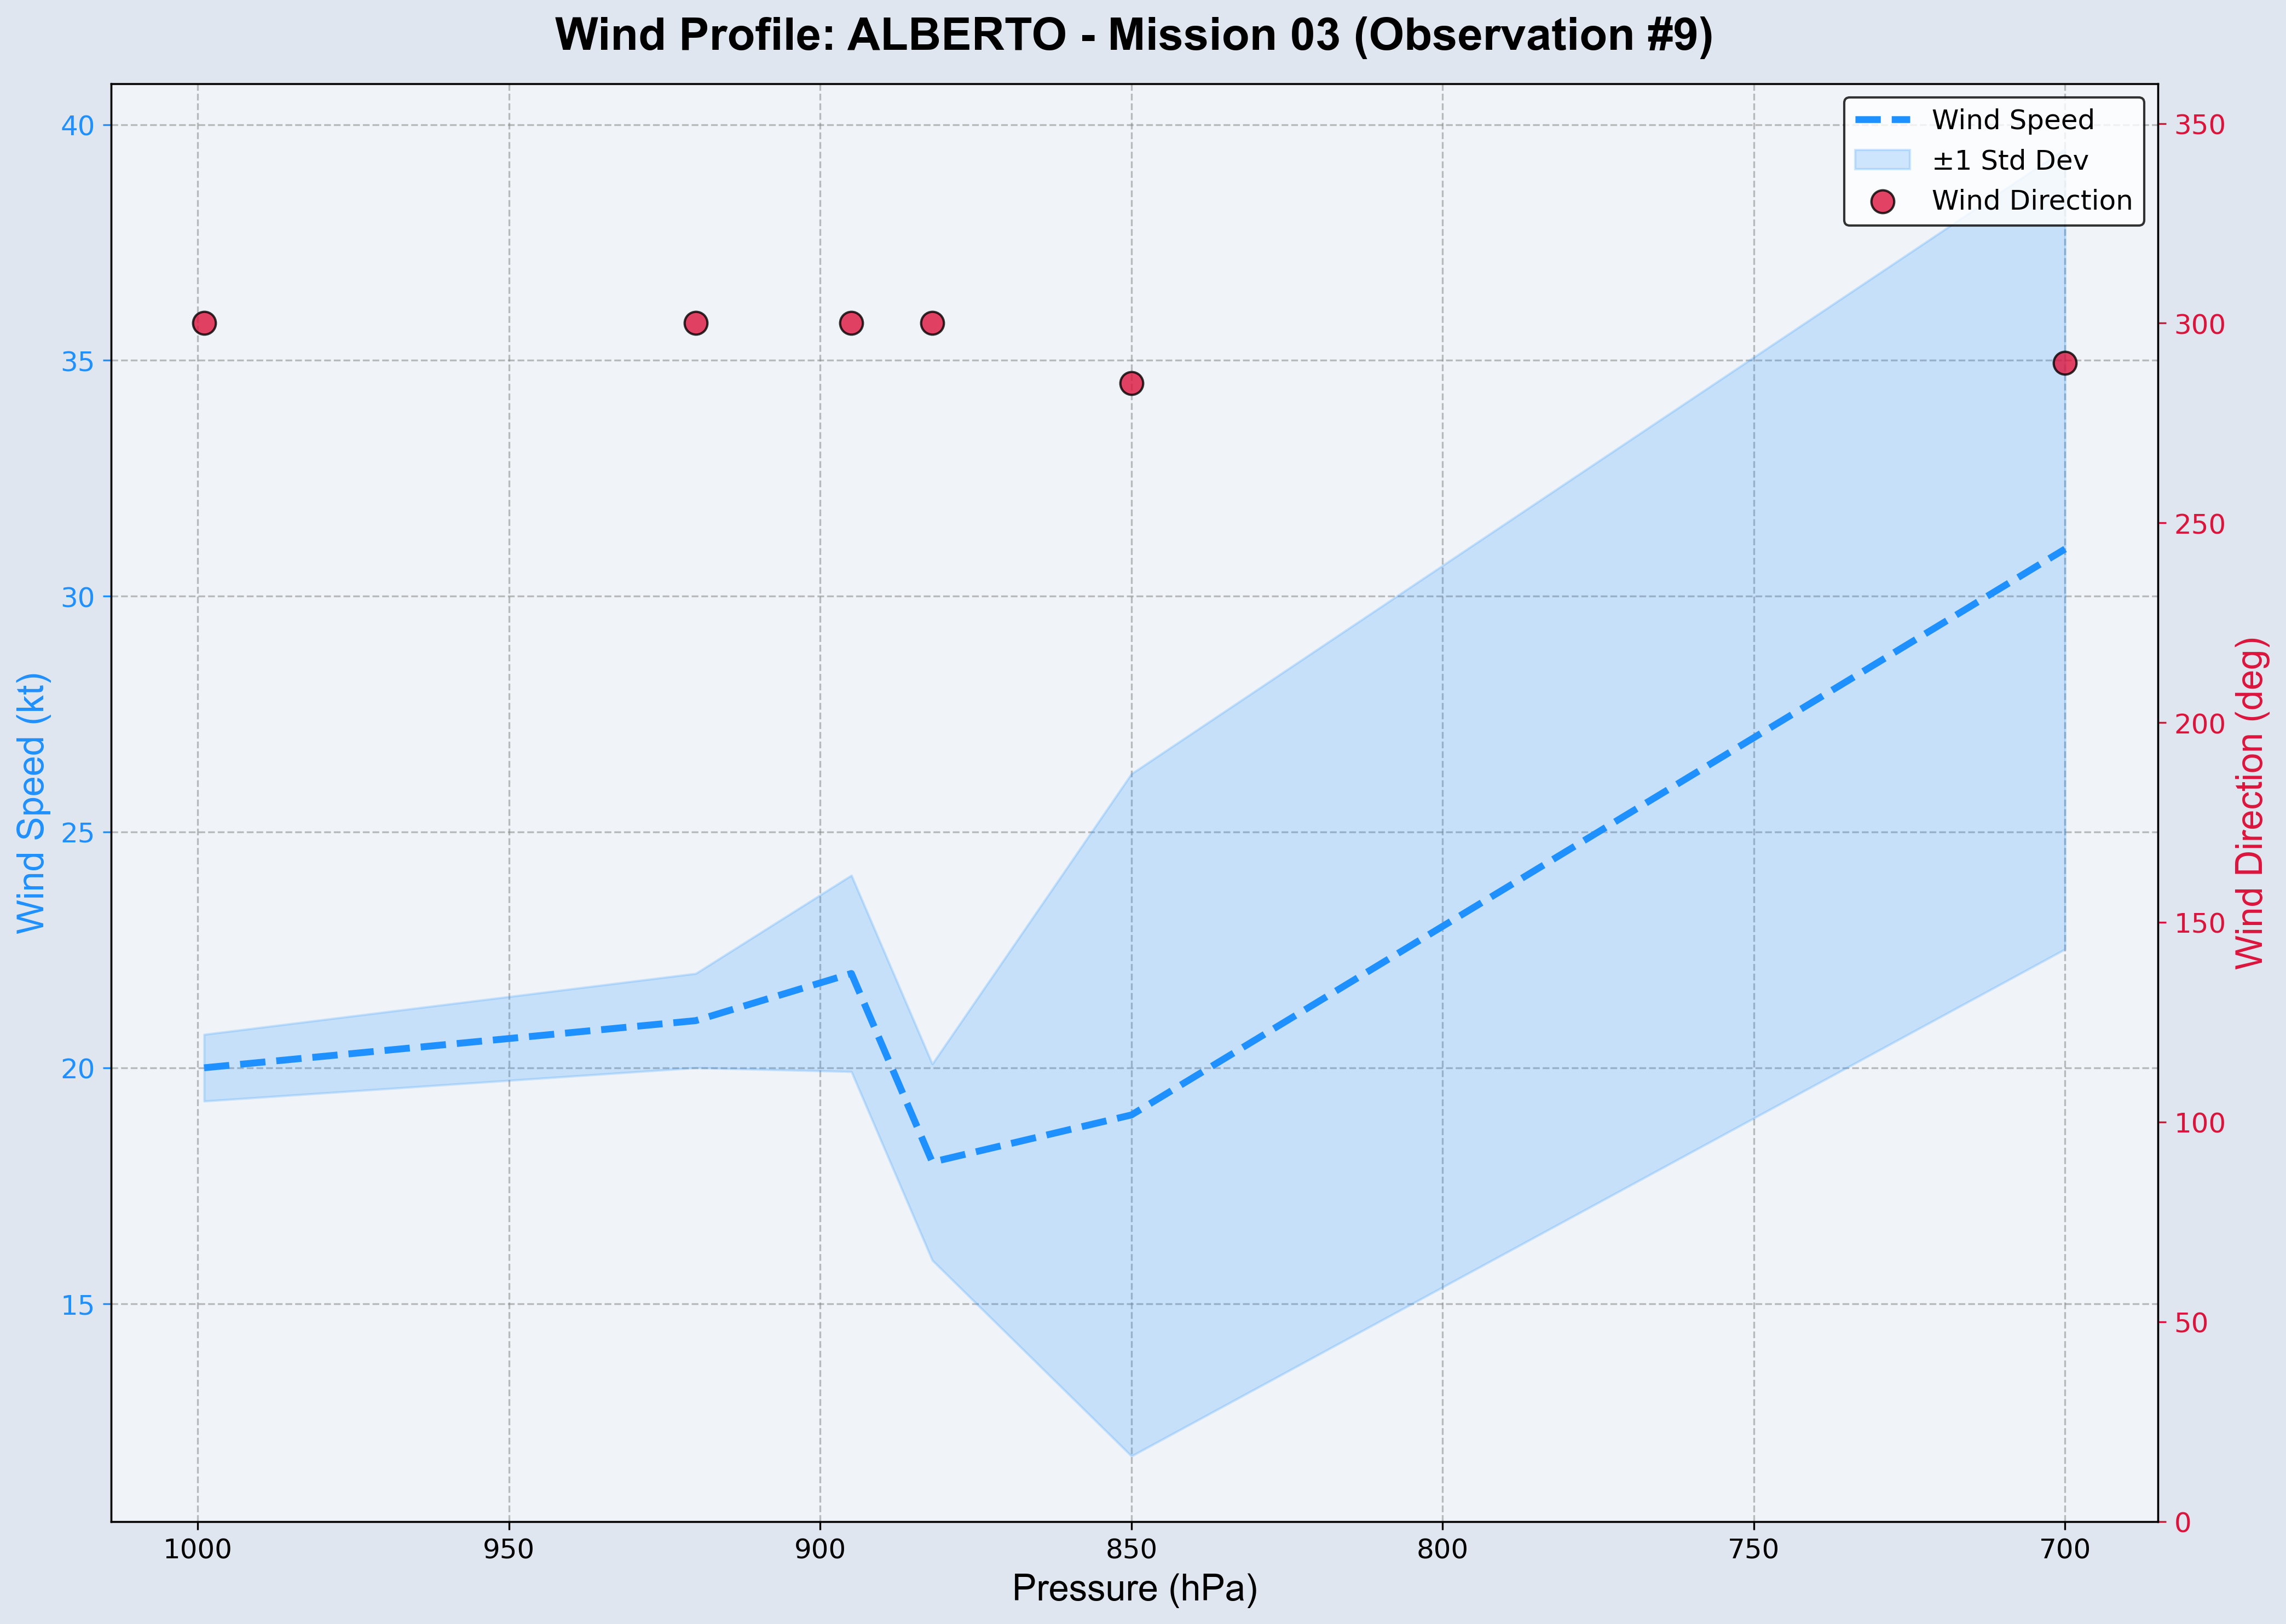 Wind Profile: ALBERTO - Mission 03 (Observation #9)
Wind Speed
±1 Std Dev
Wind Direction
Wind Speed (kt)
40
35
30
25
20
15
350
300
250
200
150
100
50
0
Wind Direction (deg)
1000 950 900 850 800 750 700
Pressure (hPa)